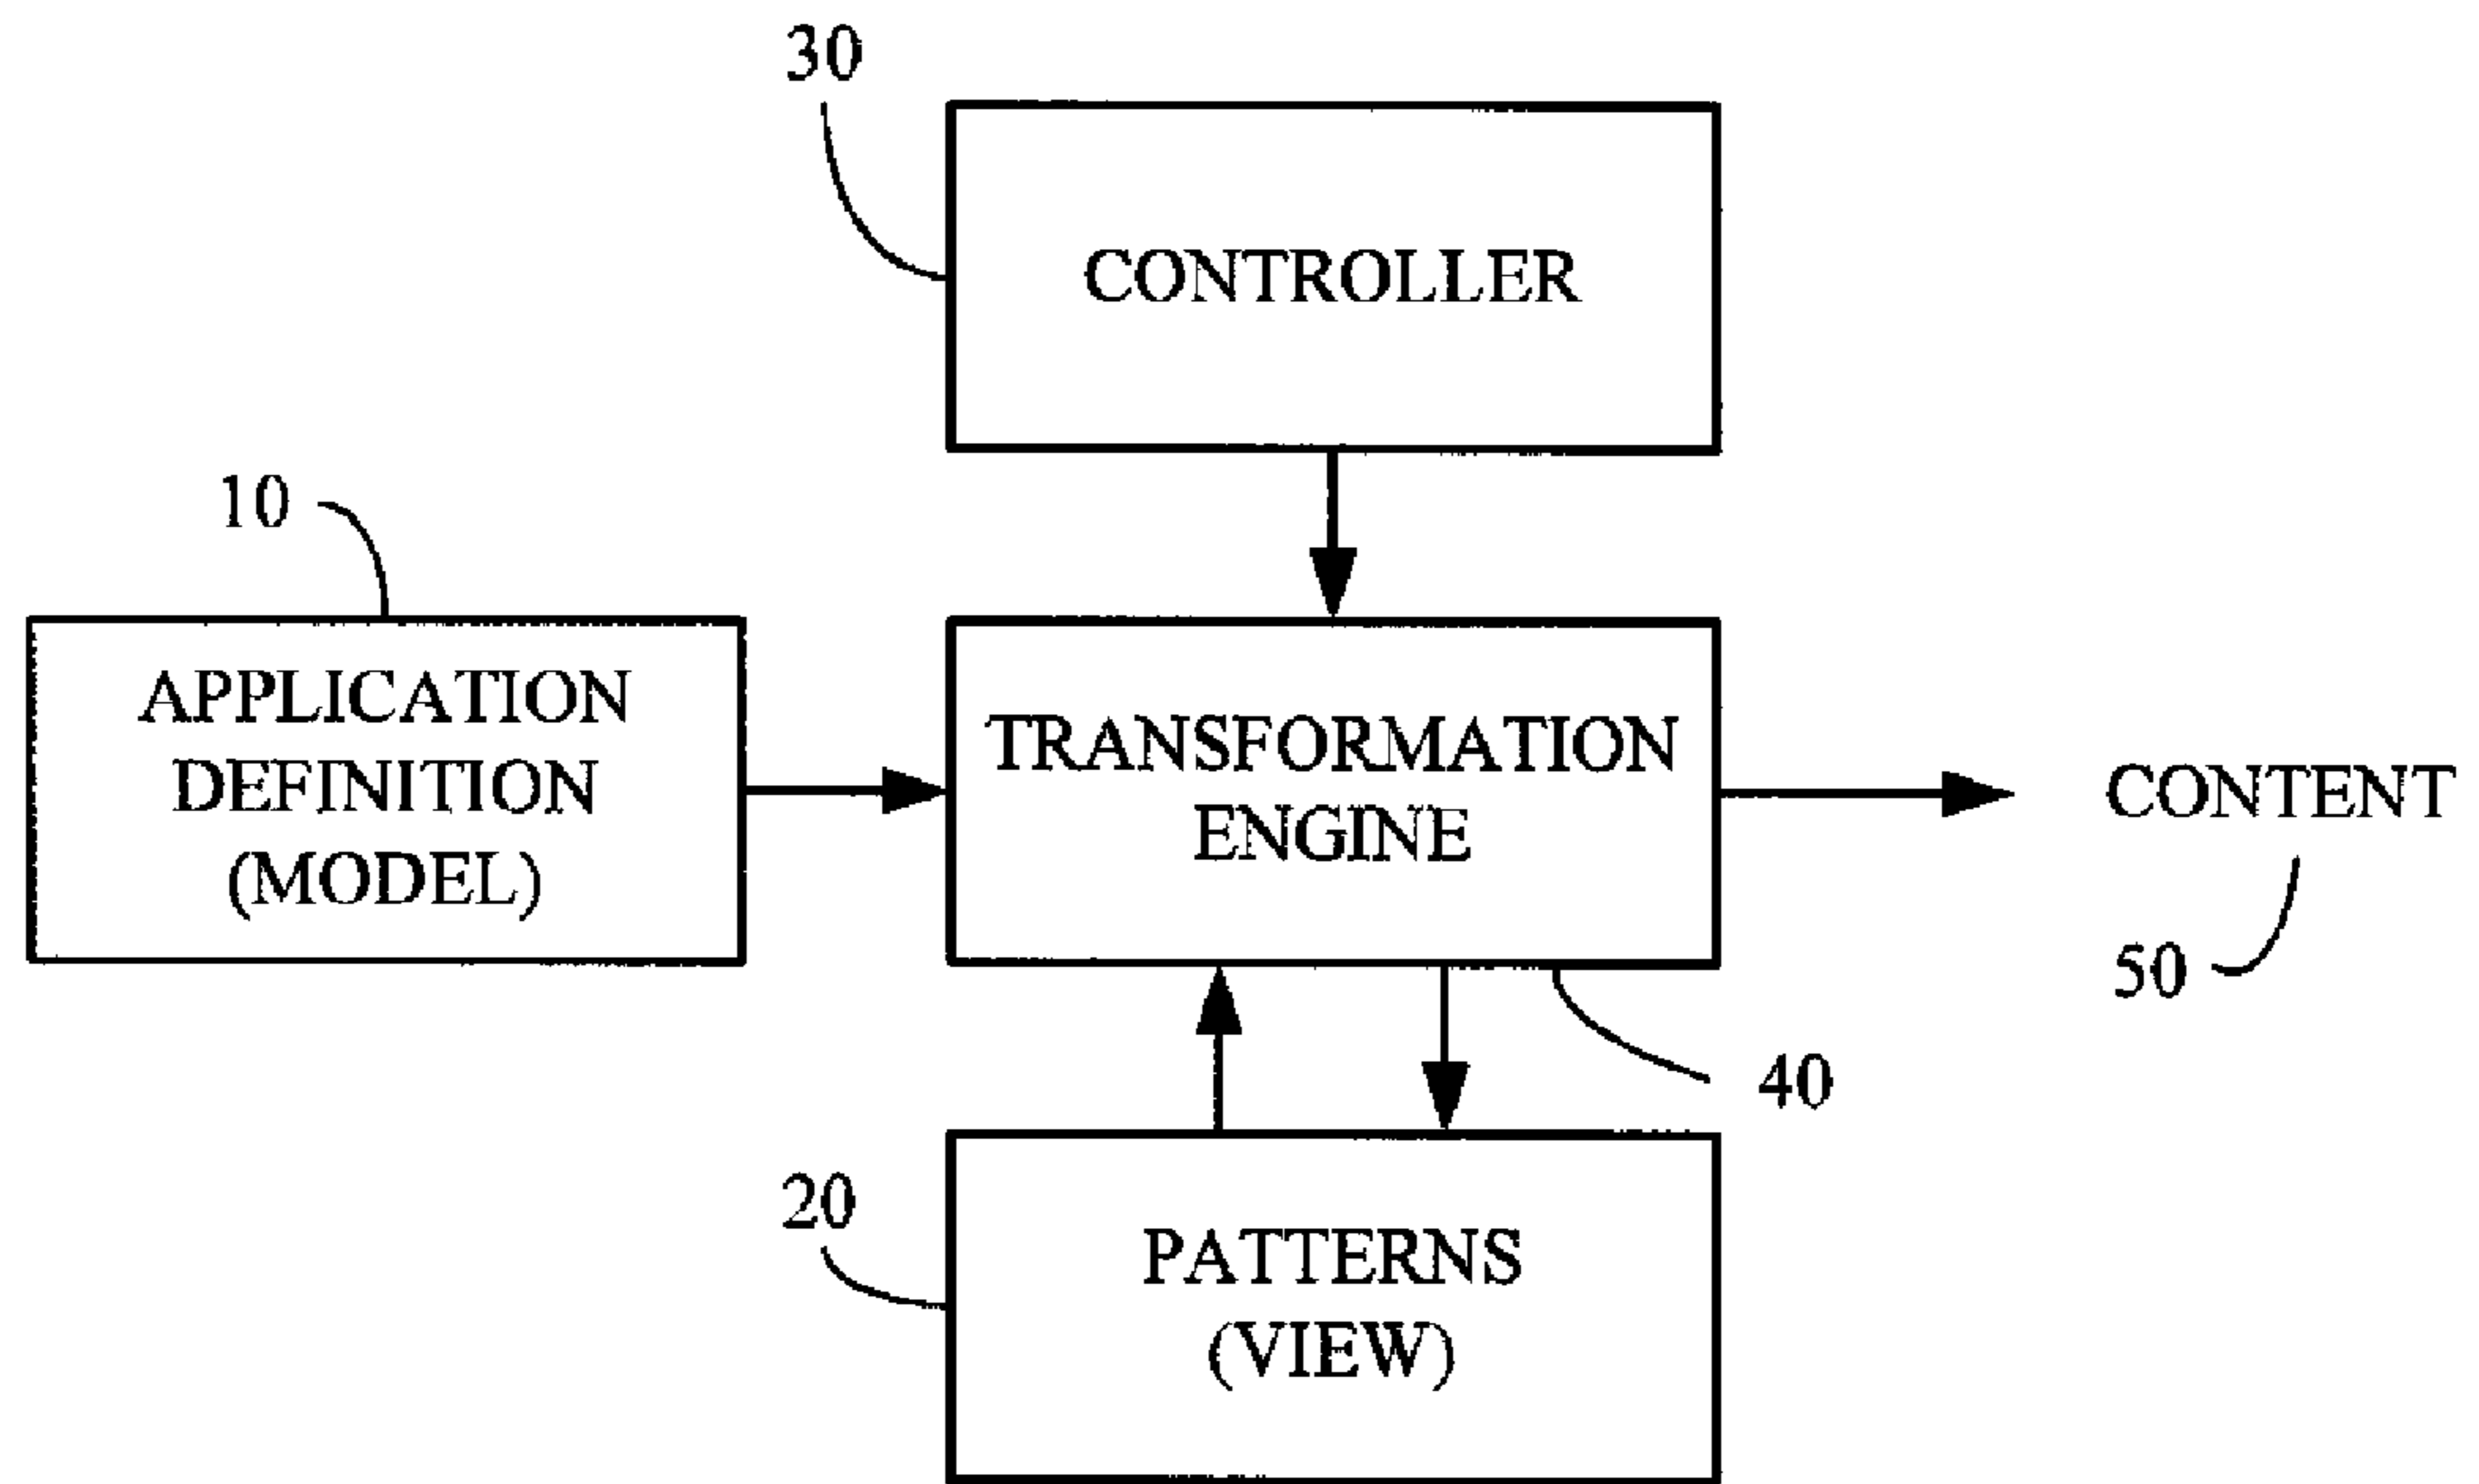 30
CONTROLLER
10
APPLICATION
DEFINITION
(MODEL)
TRANSFORMATION
ENGINE
CONTENT
50
40
20
PATTERNS
(VIEW)